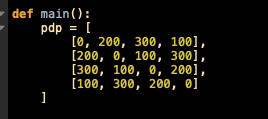 def main():
    pdp = [
        [0, 200, 300, 100],
        [200, 0, 100, 300],
        [300, 100, 0, 200],
        [100, 300, 200, 0]
    ]